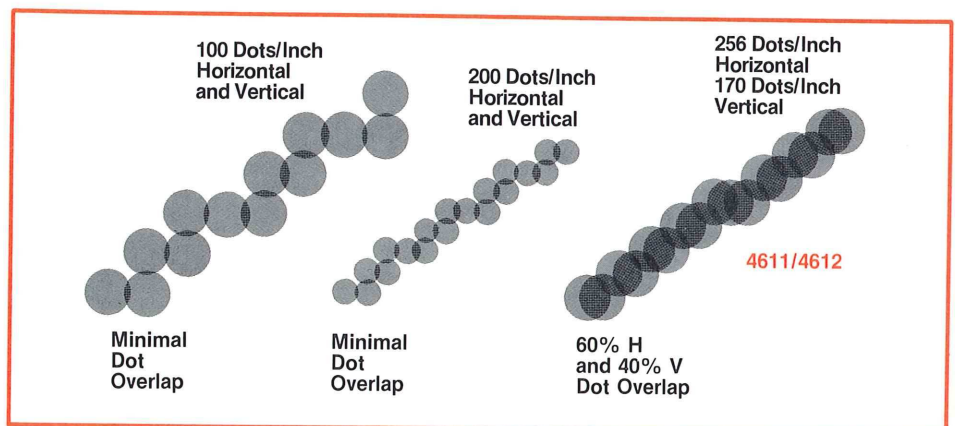 100 Dots/Inch
Horizontal
and Vertical
200 Dots/Inch
Horizontal
and Vertical
256 Dots/Inch
Horizontal
170 Dots/Inch
Vertical
4611/4612
Minimal
Dot
Overlap
Minimal
Dot
Overlap
60% H
and 40% V
Dot Overlap